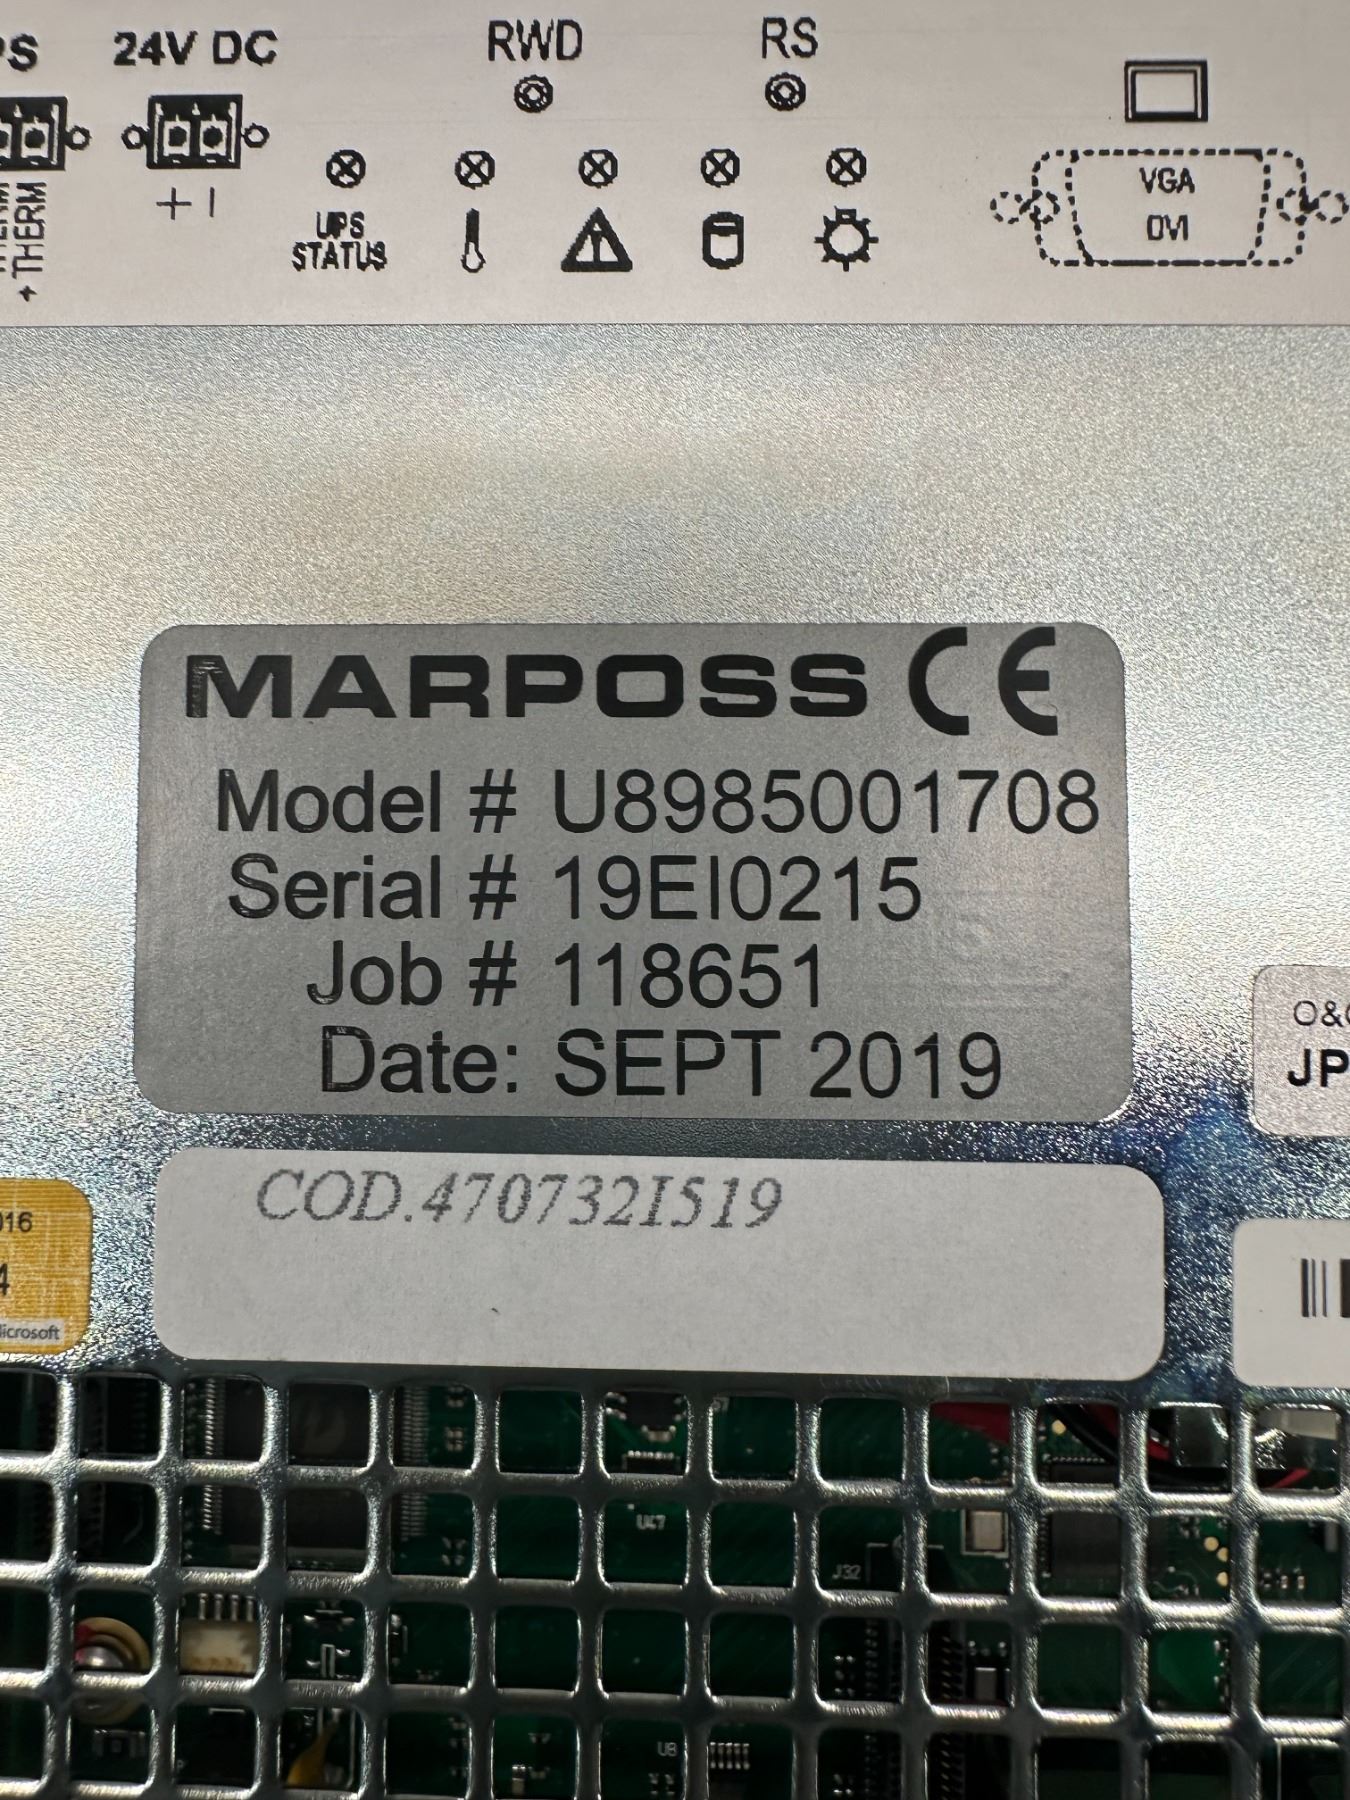 PS 24V DC RWD RS
+ THERM
+ -
UPS
STATUS
VGA
DVI
MARPOSS CE
Model # U8985001708
Serial # 19EI0215
Job # 118651
Date: SEPT 2019
O&
JP
COD.470732I519
016
4
Microsoft
U47
J32
U8